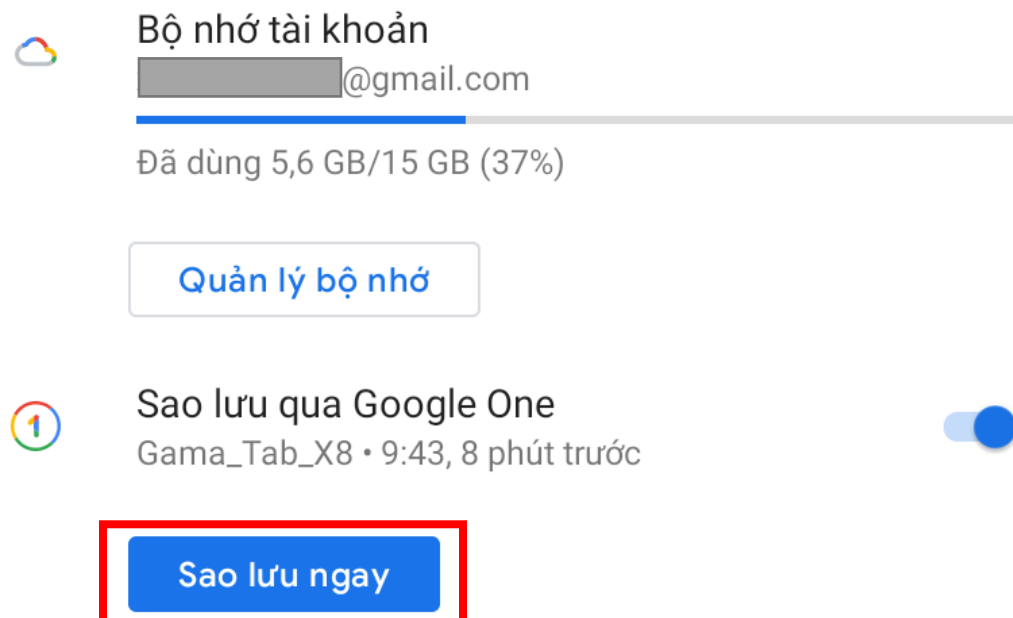 Bộ nhớ tài khoản
@gmail.com
Đã dùng 5,6 GB/15 GB (37%)
Quản lý bộ nhớ
1
Sao lưu qua Google One
Gama_Tab_X8 • 9:43, 8 phút trước
Sao lưu ngay